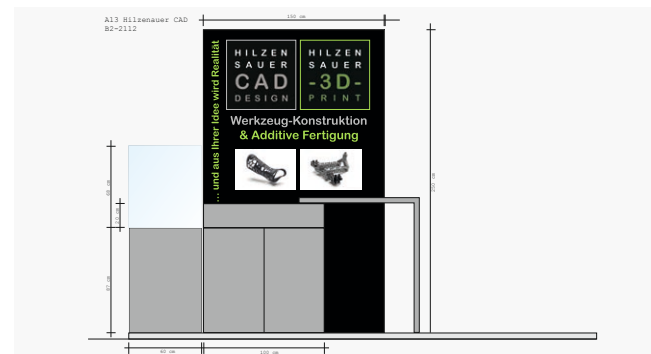 A13 Hilzenauer CAD
B2-2112
150 cm
... und aus Ihrer Idee wird Realität
HILZEN
SAUER
CAD
DESIGN
HILZEN
SAUER
-3D-
PRINT
Werkzeug-Konstruktion
& Additive Fertigung
20 cm
60 cm
100 cm